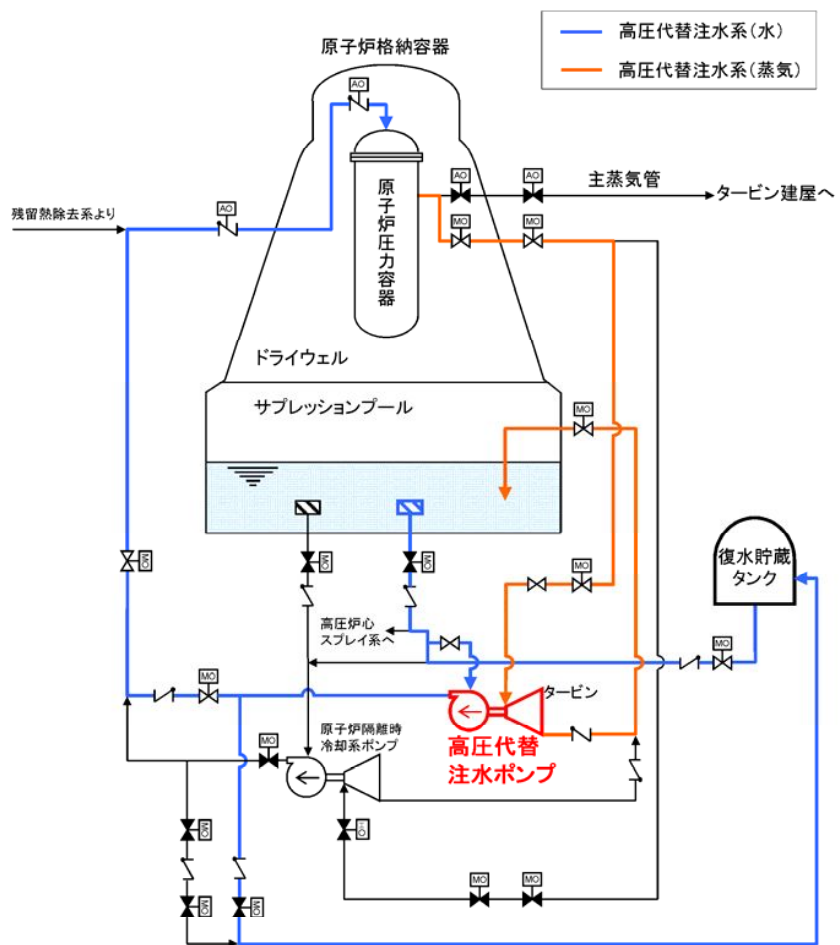 高圧代替注水系(水)
高圧代替注水系(蒸気)
原子炉格納容器
AO
AO
AO
AO
主蒸気管
タービン建屋へ
原子炉圧力容器
残留熱除去系より
MO
MO
ドライウェル
サプレッションプール
MO
MO
MO
MO
MO
復水貯蔵
タンク
高圧炉心
スプレイ系へ
MO
MO
タービン
原子炉隔離時
冷却系ポンプ
高圧代替
注水ポンプ
MO
MO
MO
MO
MO
MO